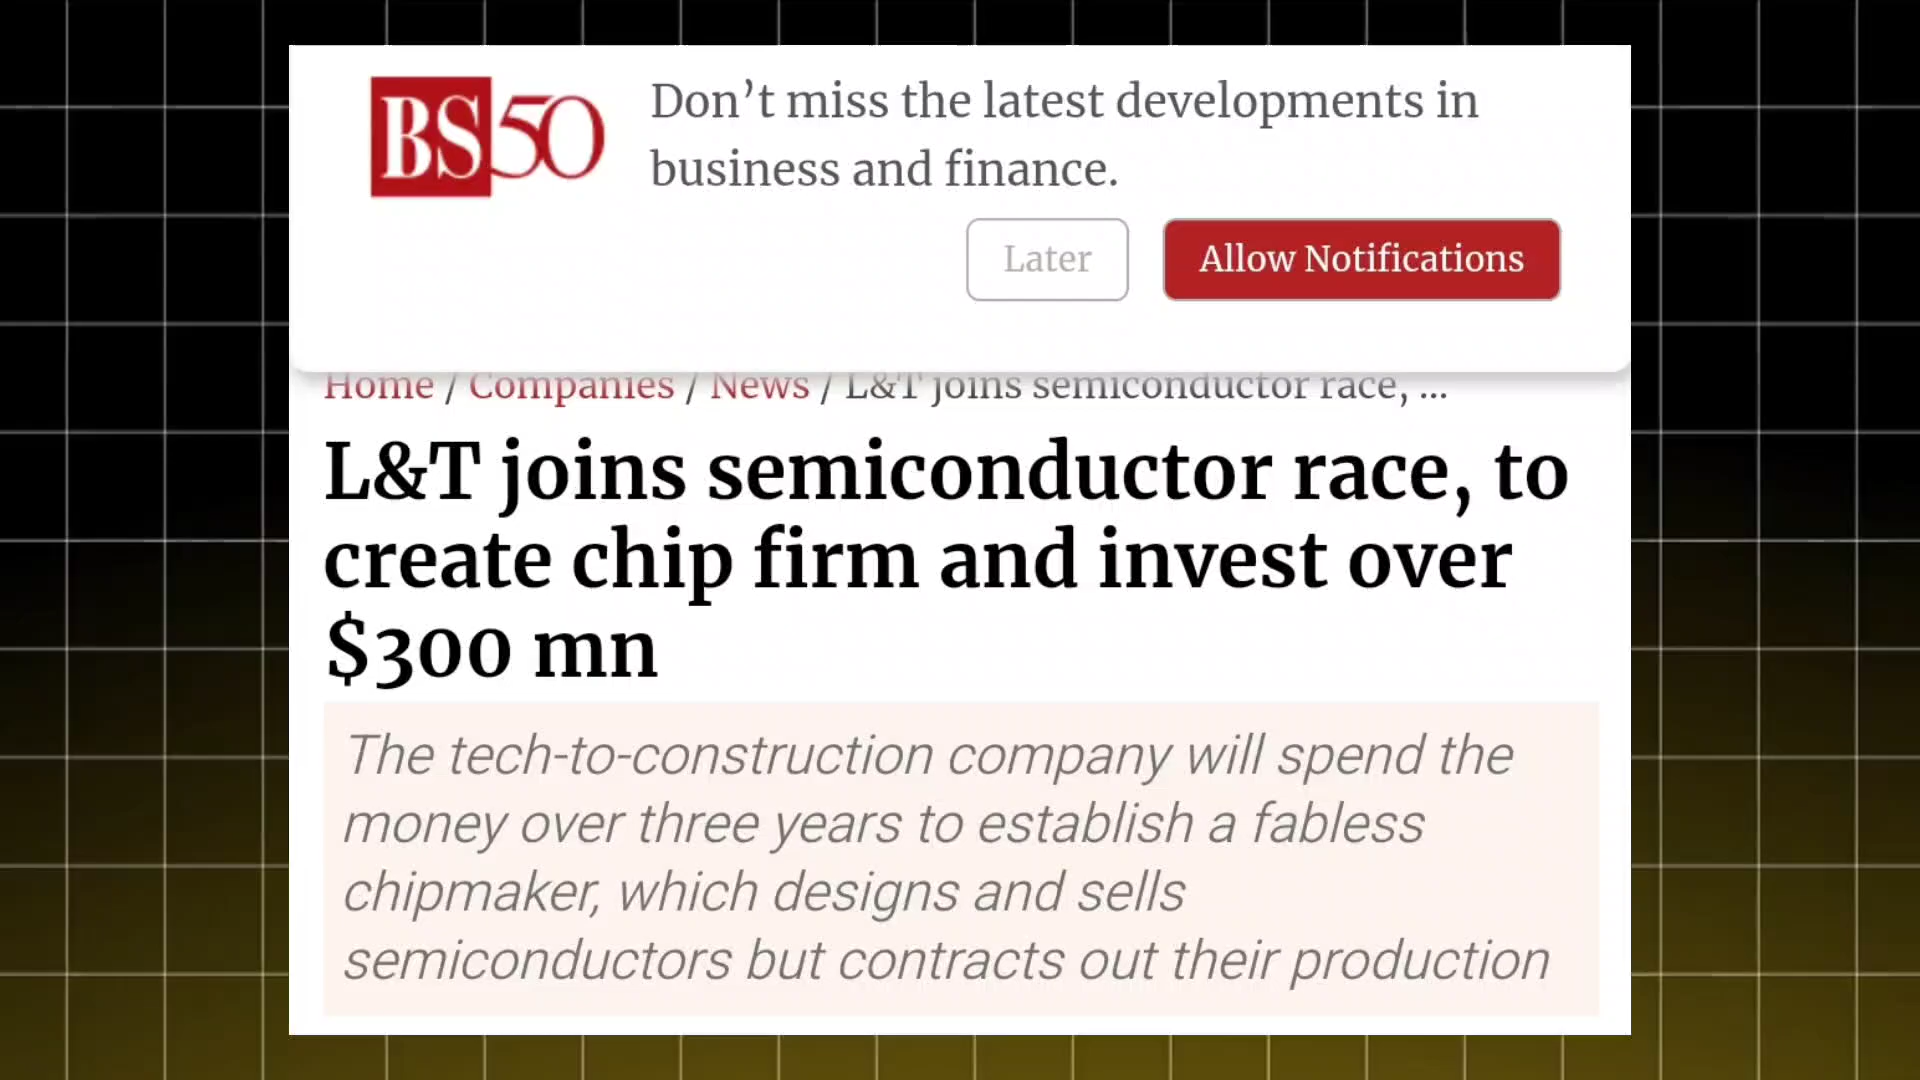 BS50
Don’t miss the latest developments in
business and finance.
Later
Allow Notifications
Home / Companies / News / L&T joins semiconductor race, ...
L&T joins semiconductor race, to
create chip firm and invest over
$300 mn
The tech-to-construction company will spend the
money over three years to establish a fabless
chipmaker, which designs and sells
semiconductors but contracts out their production